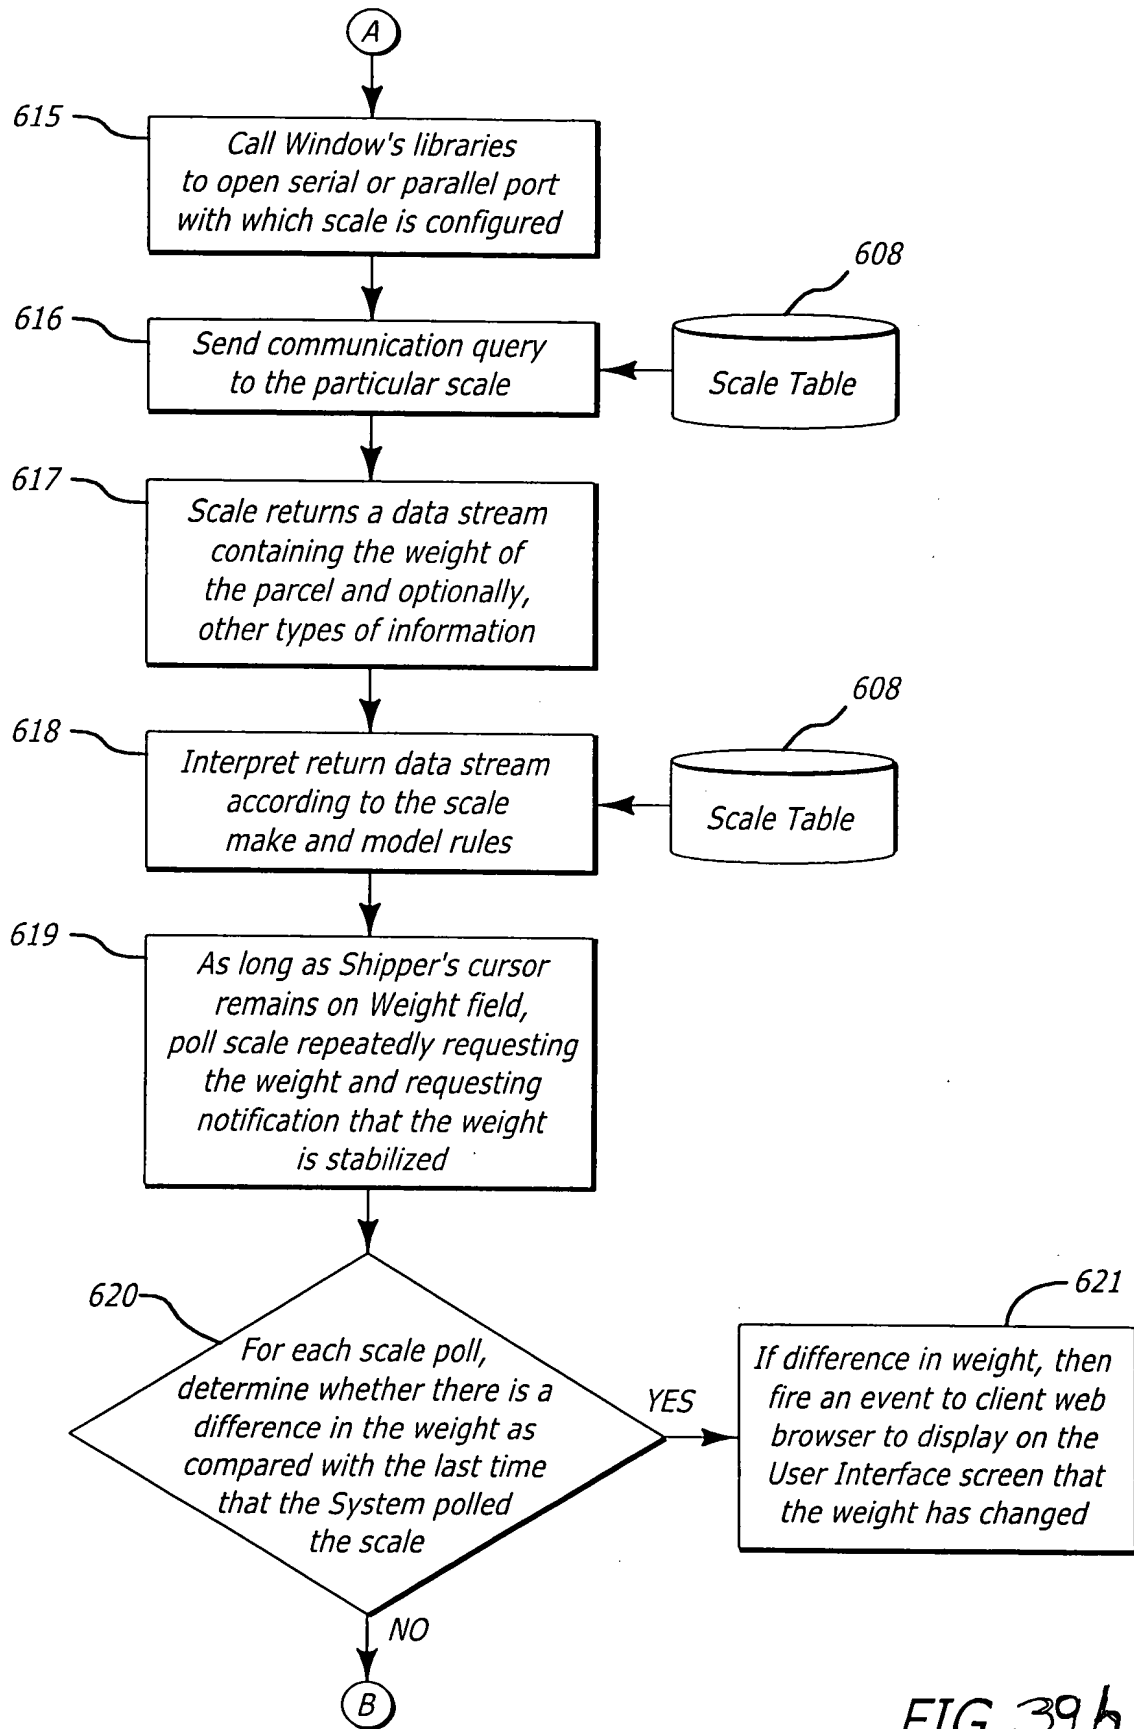 A
615
Call Window's libraries
to open serial or parallel port
with which scale is configured
608
616
Send communication query
to the particular scale
Scale Table
617
Scale returns a data stream
containing the weight of
the parcel and optionally,
other types of information
608
618
Interpret return data stream
according to the scale
make and model rules
Scale Table
619
As long as Shipper's cursor
remains on Weight field,
poll scale repeatedly requesting
the weight and requesting
notification that the weight
is stabilized
620
For each scale poll,
determine whether there is a
difference in the weight as
compared with the last time
that the System polled
the scale
YES
621
If difference in weight, then
fire an event to client web
browser to display on the
User Interface screen that
the weight has changed
NO
B
FIG. 39b